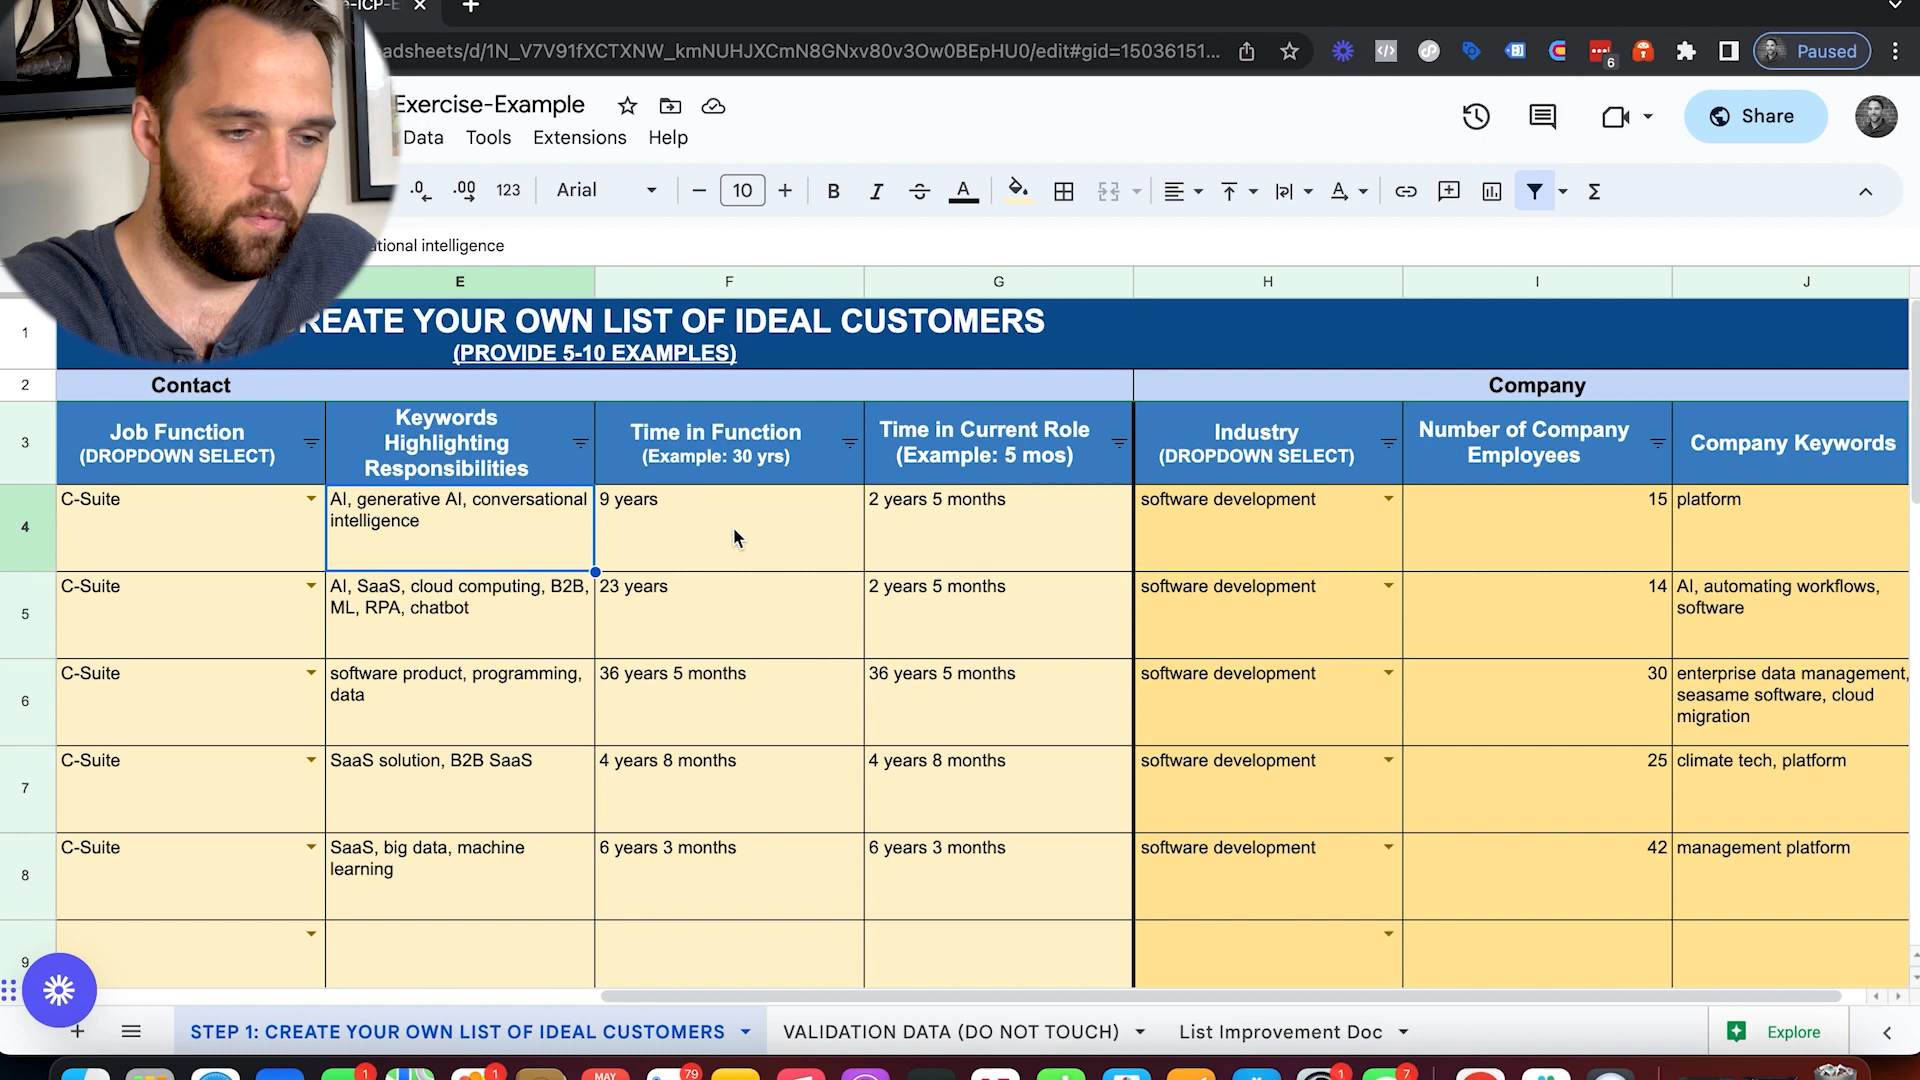 -ICP-E
adsheets/d/1N_V7V91fXCTXNW_kmNUHJXCmN8GNxv80v3Ow0BEpHU0/edit#gid=15036151...
6
Paused
Exercise-Example
Share
Data
Tools
Extensions
Help
.0
.00
123
Arial
10
B
I
A
A
Σ
ational intelligence
E
F
G
H
I
J
1
REATE YOUR OWN LIST OF IDEAL CUSTOMERS
(PROVIDE 5-10 EXAMPLES)
2
Contact
Company
3
Job Function
(DROPDOWN SELECT)
Keywords
Highlighting
Responsibilities
Time in Function
(Example: 30 yrs)
Time in Current Role
(Example: 5 mos)
Industry
(DROPDOWN SELECT)
Number of Company
Employees
Company Keywords
4
C-Suite
AI, generative AI, conversational
intelligence
9 years
2 years 5 months
software development
15
platform
5
C-Suite
AI, SaaS, cloud computing, B2B,
ML, RPA, chatbot
23 years
2 years 5 months
software development
14
AI, automating workflows,
software
6
C-Suite
software product, programming,
data
36 years 5 months
36 years 5 months
software development
30
enterprise data management,
seasame software, cloud
migration
7
C-Suite
SaaS solution, B2B SaaS
4 years 8 months
4 years 8 months
software development
25
climate tech, platform
8
C-Suite
SaaS, big data, machine
learning
6 years 3 months
6 years 3 months
software development
42
management platform
9
STEP 1: CREATE YOUR OWN LIST OF IDEAL CUSTOMERS
VALIDATION DATA (DO NOT TOUCH)
List Improvement Doc
Explore
1
1
MAY
79
1
7